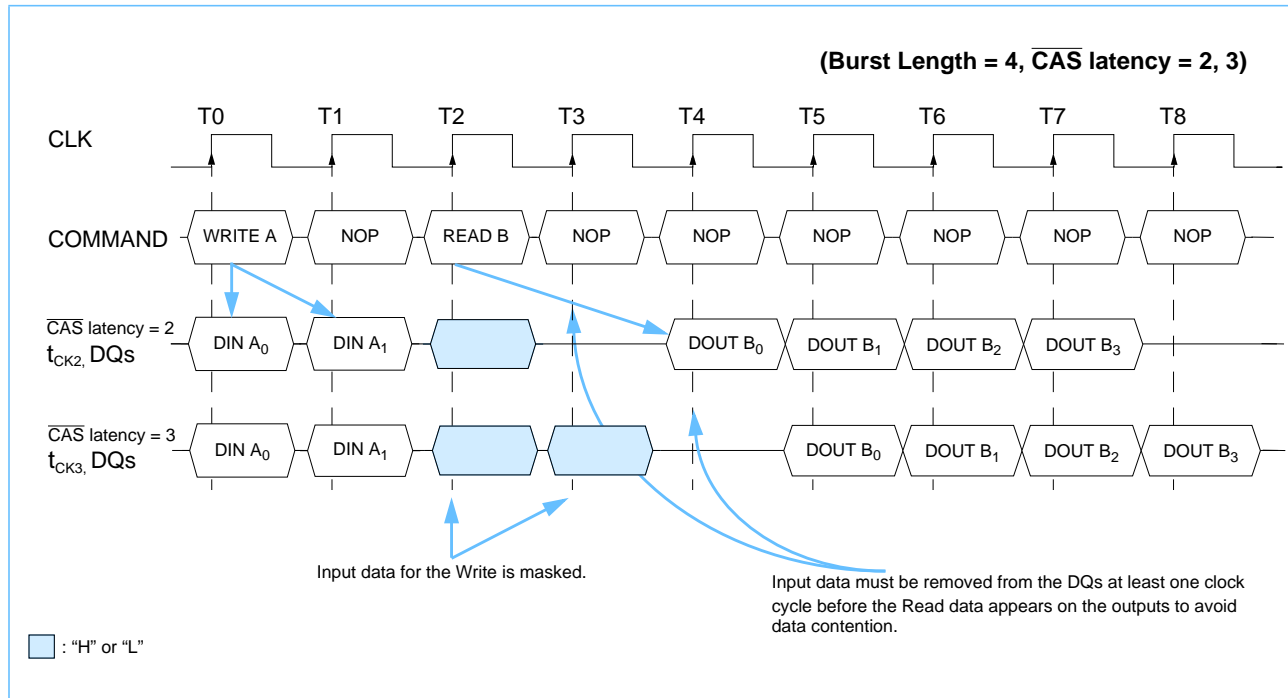 (Burst Length = 4, CAS latency = 2, 3)
T0 T1 T2 T3 T4 T5 T6 T7 T8
CLK
COMMAND WRITE A NOP READ B NOP NOP NOP NOP NOP NOP
CAS latency = 2
tCK2, DQs DIN A0 DIN A1 DOUT B0 DOUT B1 DOUT B2 DOUT B3
CAS latency = 3
tCK3, DQs DIN A0 DIN A1 DOUT B0 DOUT B1 DOUT B2 DOUT B3
Input data for the Write is masked.
Input data must be removed from the DQs at least one clock
cycle before the Read data appears on the outputs to avoid
data contention.
: “H” or “L”